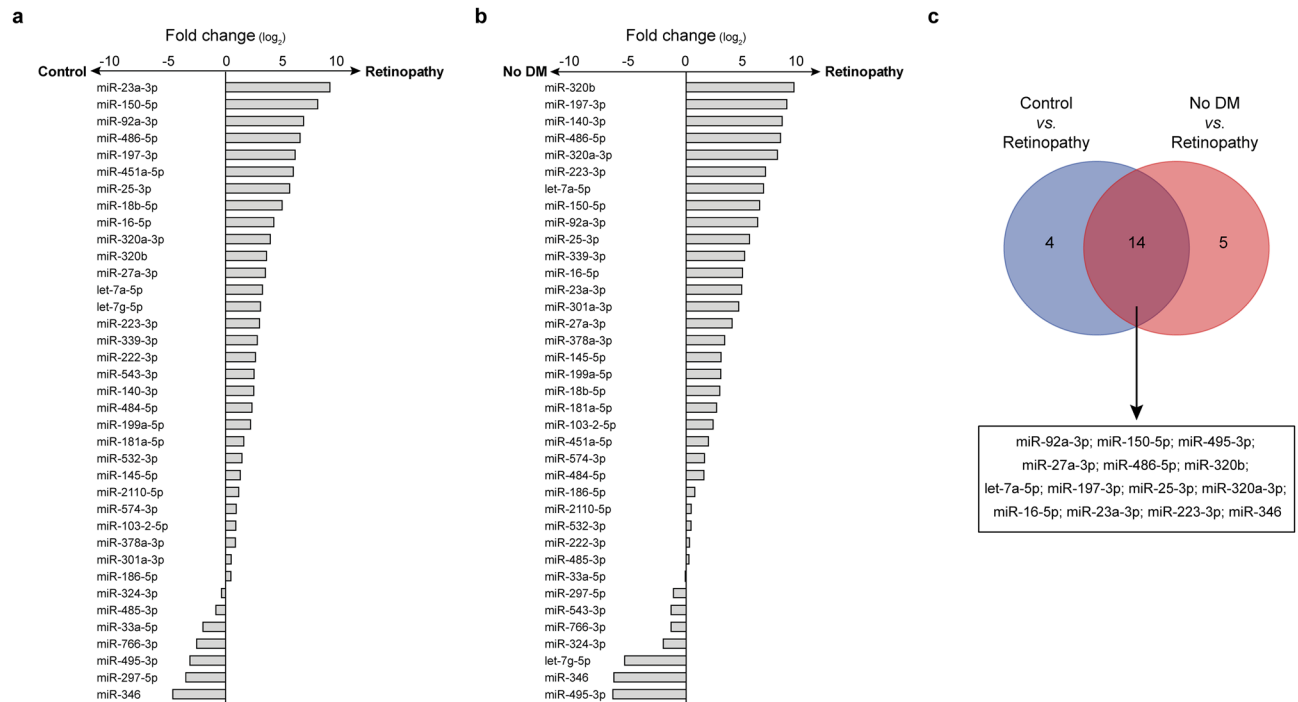 a
Fold change (log2)
-10 -5 0 5 10
Control Retinopathy
miR-23a-3p
miR-150-5p
miR-92a-3p
miR-486-5p
miR-197-3p
miR-451a-5p
miR-25-3p
miR-18b-5p
miR-16-5p
miR-320a-3p
miR-320b
miR-27a-3p
let-7a-5p
let-7g-5p
miR-223-3p
miR-339-3p
miR-222-3p
miR-543-3p
miR-140-3p
miR-484-5p
miR-199a-5p
miR-181a-5p
miR-532-3p
miR-145-5p
miR-2110-5p
miR-574-3p
miR-103-2-5p
miR-378a-3p
miR-301a-3p
miR-186-5p
miR-324-3p
miR-485-3p
miR-33a-5p
miR-766-3p
miR-495-3p
miR-297-5p
miR-346
b
Fold change (log2)
-10 -5 0 5 10
No DM Retinopathy
miR-320b
miR-197-3p
miR-140-3p
miR-486-5p
miR-320a-3p
miR-223-3p
let-7a-5p
miR-150-5p
miR-92a-3p
miR-25-3p
miR-339-3p
miR-16-5p
miR-23a-3p
miR-301a-3p
miR-27a-3p
miR-378a-3p
miR-145-5p
miR-199a-5p
miR-18b-5p
miR-181a-5p
miR-103-2-5p
miR-451a-5p
miR-574-3p
miR-484-5p
miR-186-5p
miR-2110-5p
miR-532-3p
miR-222-3p
miR-485-3p
miR-33a-5p
miR-297-5p
miR-543-3p
miR-766-3p
miR-324-3p
let-7g-5p
miR-346
miR-495-3p
c
Control
vs.
Retinopathy
No DM
vs.
Retinopathy
4 14 5
miR-92a-3p; miR-150-5p; miR-495-3p;
miR-27a-3p; miR-486-5p; miR-320b;
let-7a-5p; miR-197-3p; miR-25-3p; miR-320a-3p;
miR-16-5p; miR-23a-3p; miR-223-3p; miR-346